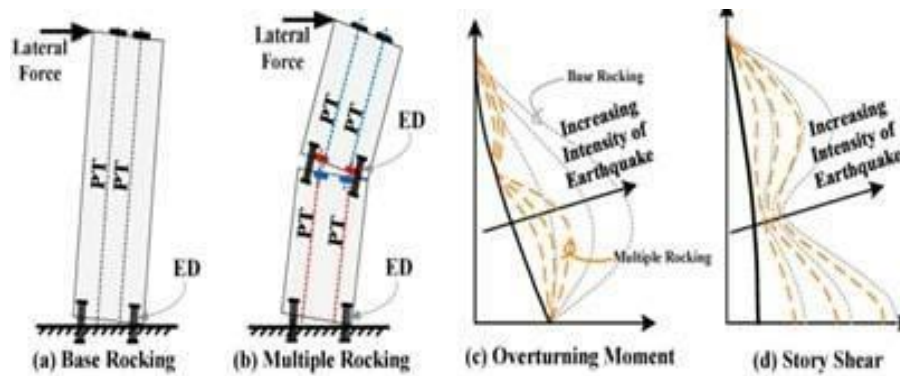 Lateral
Force
PT
PT
ED
(a) Base Rocking
Lateral
Force
PT
PT
ED
PT
PT
(b) Multiple Rocking
Base Rocking
Increasing
Intensity of
Earthquake
Multiple Rocking
(c) Overturning Moment
Increasing
Intensity of
Earthquake
(d) Story Shear